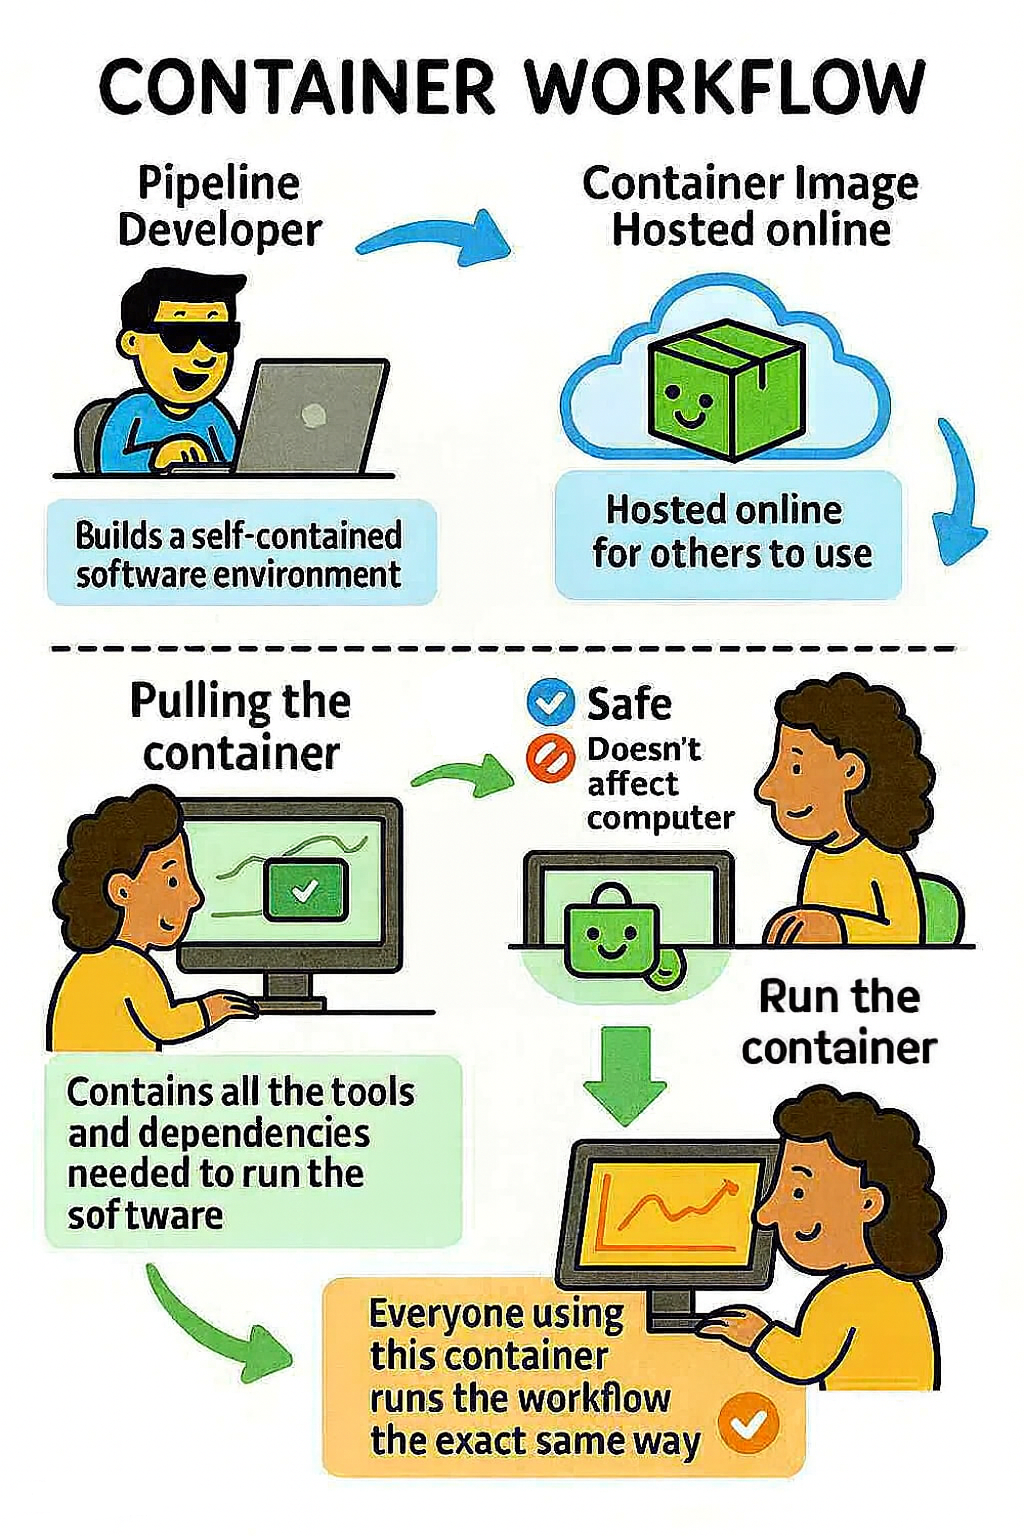 CONTAINER WORKFLOW
Pipeline
Developer
Container Image
Hosted online
Builds a self-contained
software environment
Hosted online
for others to use
Pulling the
container
Safe
Doesn't
affect
computer
Run the
container
Contains all the tools
and dependencies
needed to run the
software
Everyone using
this container
runs the workflow
the exact same way